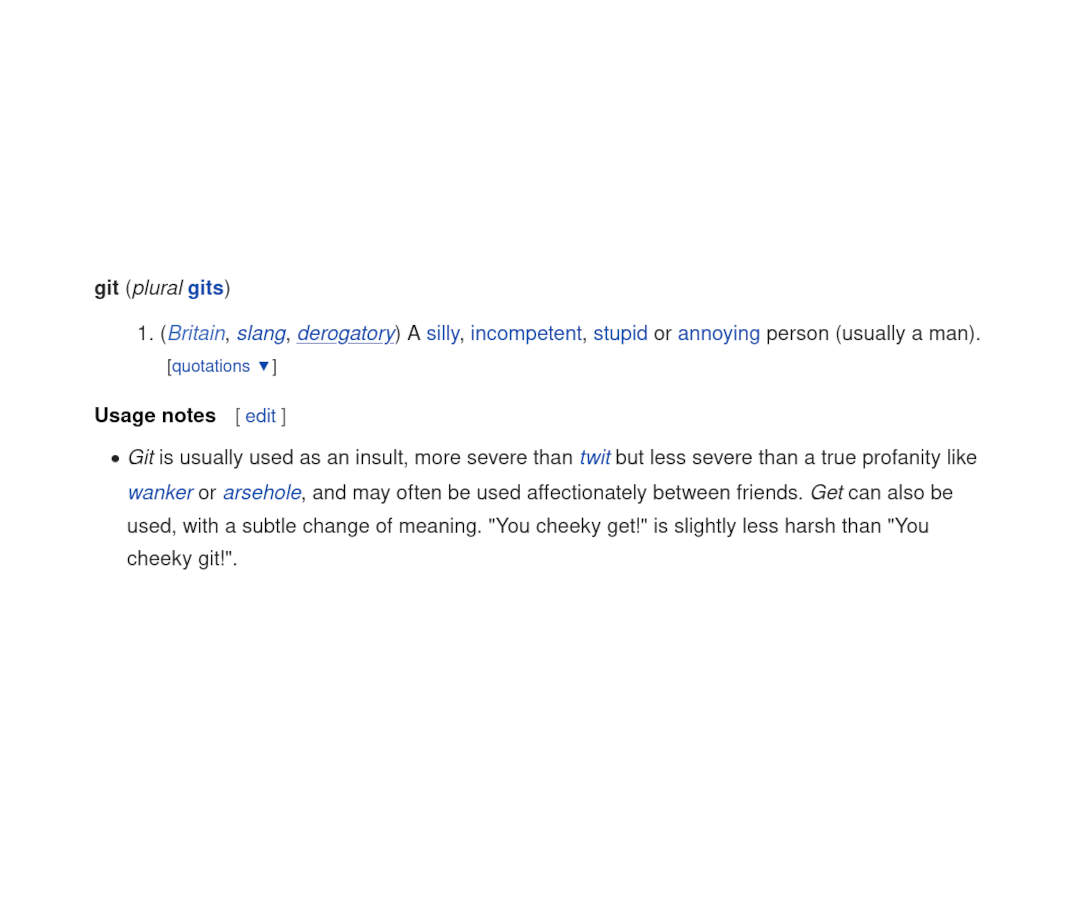 git (plural gits)
1. (Britain, slang, derogatory) A silly, incompetent, stupid or annoying person (usually a man).
[quotations ▼]
Usage notes [ edit ]
• Git is usually used as an insult, more severe than twit but less severe than a true profanity like
wanker or arsehole, and may often be used affectionately between friends. Get can also be
used, with a subtle change of meaning. "You cheeky get!" is slightly less harsh than "You
cheeky git!".